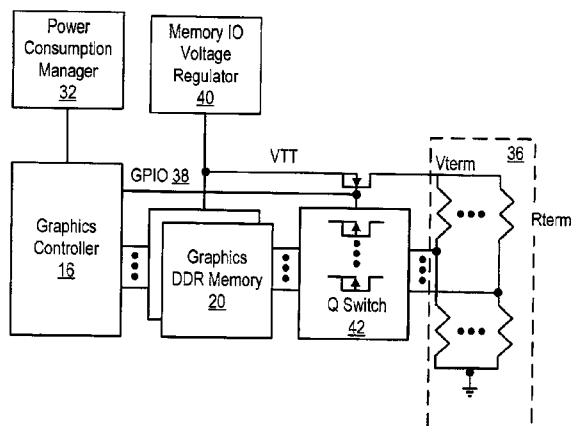 Power
Consumption
Manager
32
Memory IO
Voltage
Regulator
40
GPIO 38
VTT
Vterm
36
Rterm
Graphics
Controller
16
Graphics
DDR Memory
20
Q Switch
42